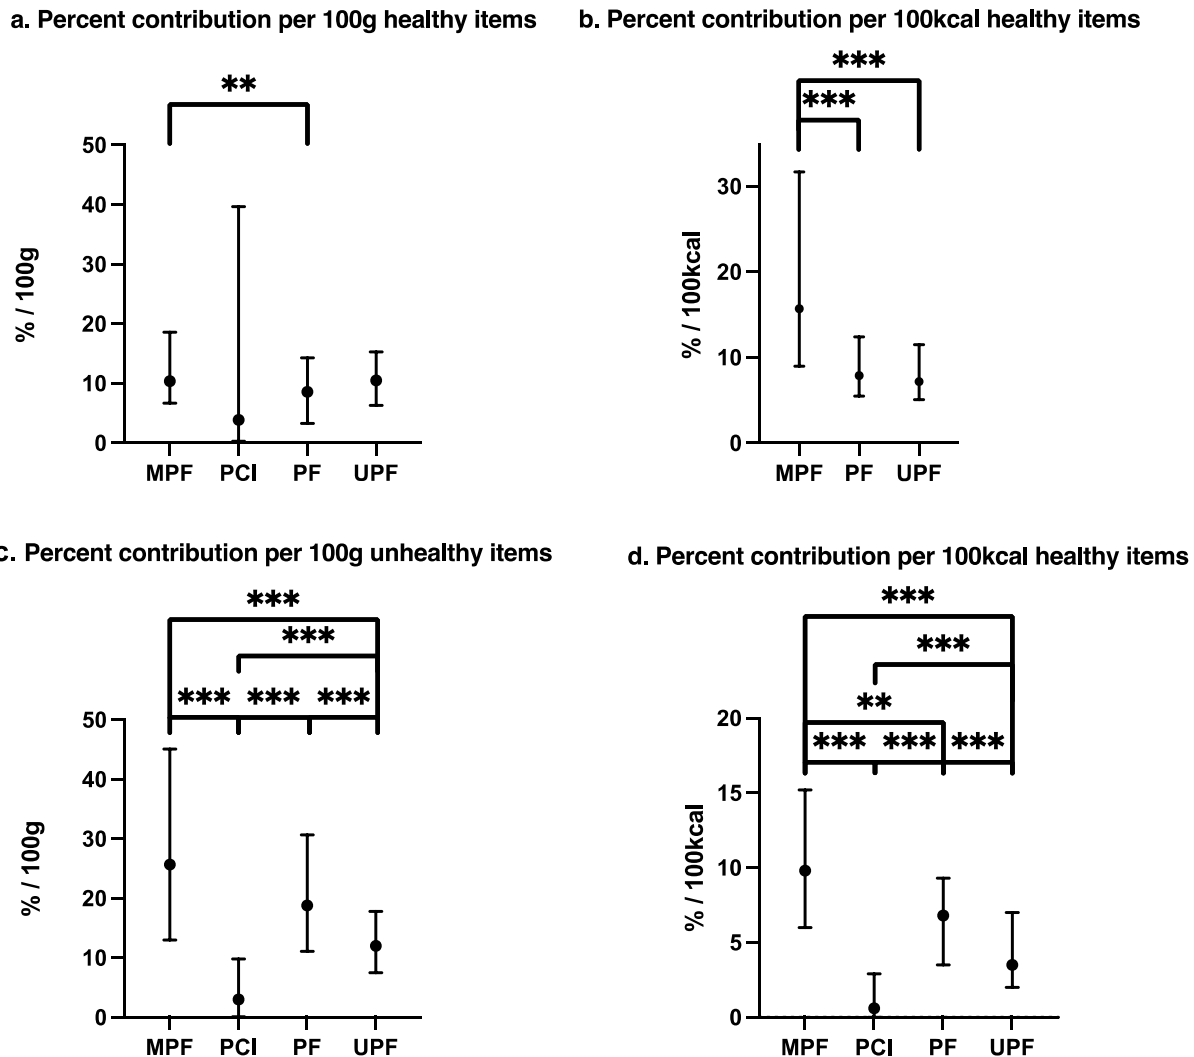 a. Percent contribution per 100g healthy items
**
50
40
30
20
10
0
% / 100g
MPF PCI PF UPF
b. Percent contribution per 100kcal healthy items
***
***
30
20
10
0
% / 100kcal
MPF PF UPF
c. Percent contribution per 100g unhealthy items
***
***
*** *** ***
50
40
30
20
10
0
% / 100g
MPF PCI PF UPF
d. Percent contribution per 100kcal healthy items
***
***
**
*** *** ***
20
15
10
5
0
% / 100kcal
MPF PCI PF UPF